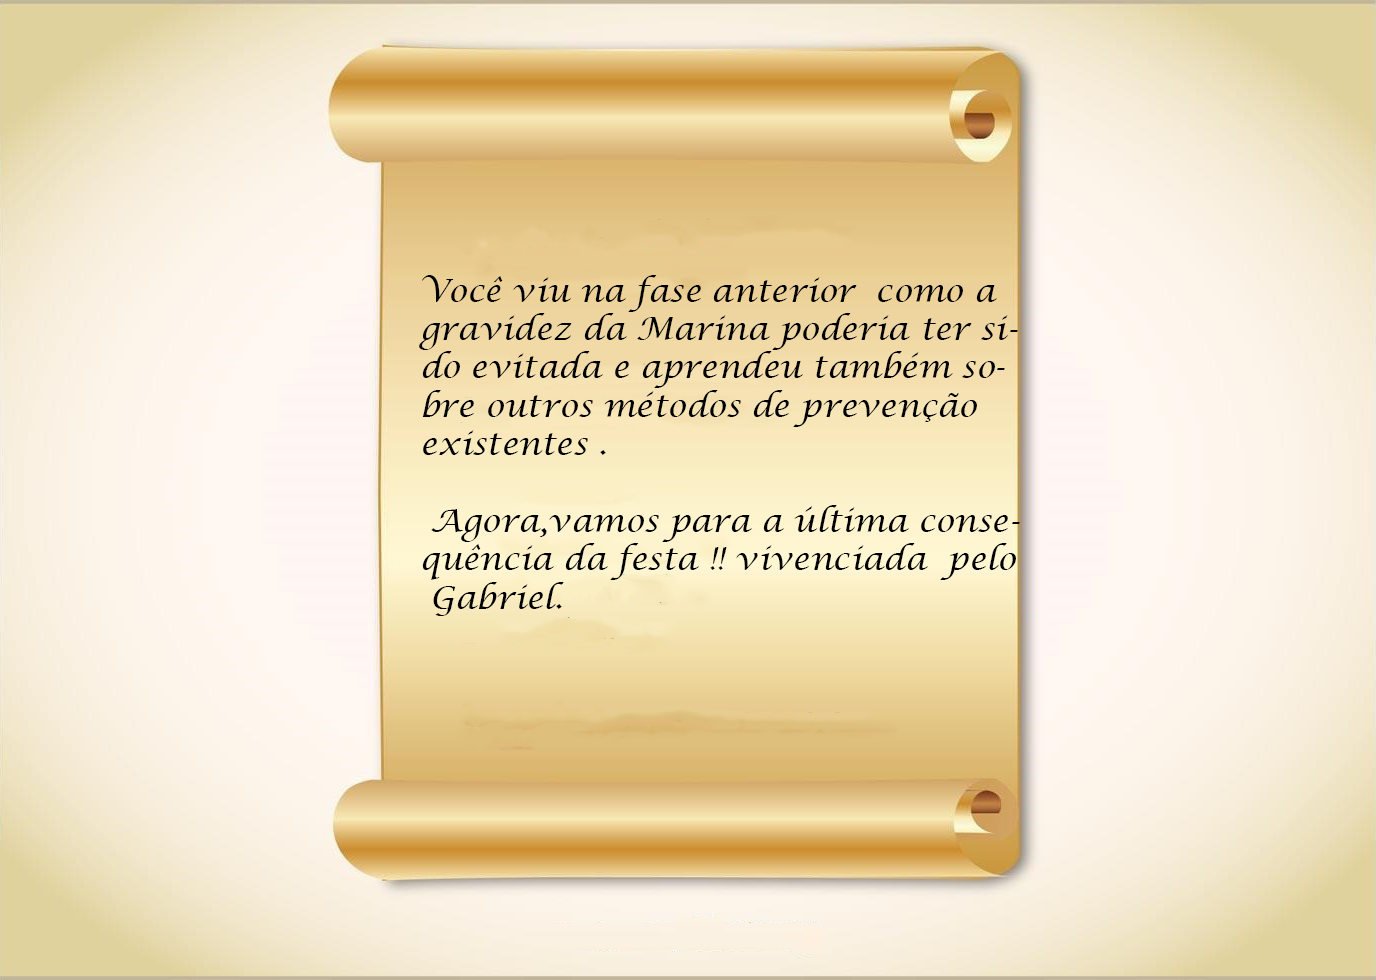 Você viu na fase anterior  como a
gravidez da Marina poderia ter si-
do evitada e aprendeu também so-
bre outros métodos de prevenção
existentes .
Agora,vamos para a última conse-
quência da festa !! vivenciada  pelo
Gabriel.